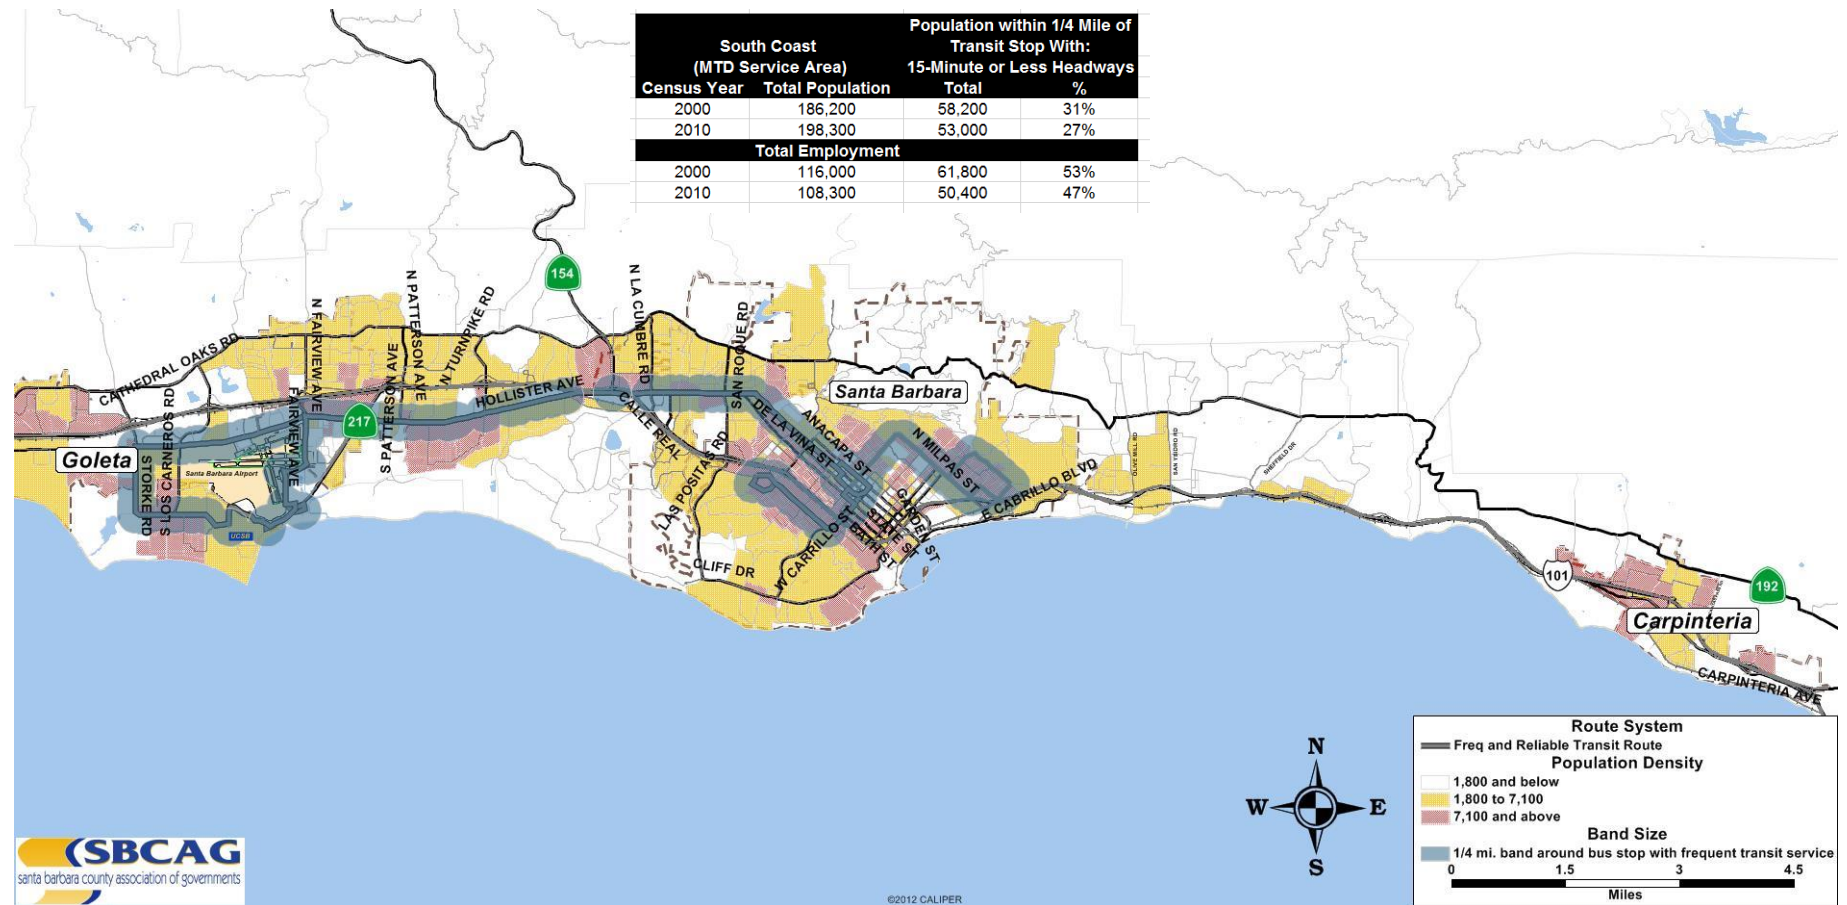 Population within 1/4 Mile of
South Coast Transit Stop With:
(MTD Service Area) 15-Minute or Less Headways
Census Year Total Population Total %
2000 186,200 58,200 31%
2010 198,300 53,000 27%
Total Employment
2000 116,000 61,800 53%
2010 108,300 50,400 47%
154
N LA CUMBRE RD
N PATTERSON AVE
N TURNPIKE RD
N FAIRVIEW AVE
SAN ROQUE RD
CATHEDRAL OAKS RD
S PATTERSON AVE
HOLLISTER AVE
FAIRVIEW AVE
217
Santa Barbara
CALLE REAL
DE LA VINA ST
ANACAPA ST
N MILPAS ST
S LOS CARNEROS RD
STORKE RD
Goleta
Santa Barbara Airport
UCSB
LAS POSITAS RD
GARDEN ST
STATE ST
BATH ST
W CARRILLO ST
CLIFF DR
E CABRILLO BLVD
OLIVE MILL RD
SAN YSIDRO RD
SHEFFIELD DR
101
192
Carpinteria
CARPINTERIA AVE
N
W E
S
Route System
Freq and Reliable Transit Route
Population Density
1,800 and below
1,800 to 7,100
7,100 and above
Band Size
1/4 mi. band around bus stop with frequent transit service
0 1.5 3 4.5
Miles
SBCAG
santa barbara county association of governments
©2012 CALIPER